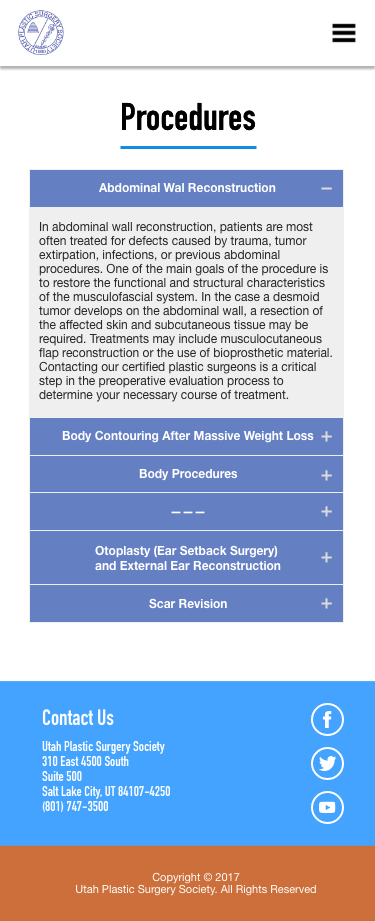 UTAH PLASTIC SURGERY SOCIETY
Procedures
Abdominal Wal Reconstruction
In abdominal wall reconstruction, patients are most
often treated for defects caused by trauma, tumor
extirpation, infections, or previous abdominal
procedures. One of the main goals of the procedure is
to restore the functional and structural characteristics
of the musculofascial system. In the case a desmoid
tumor develops on the abdominal wall, a resection of
the affected skin and subcutaneous tissue may be
required. Treatments may include musculocutaneous
flap reconstruction or the use of bioprosthetic material.
Contacting our certified plastic surgeons is a critical
step in the preoperative evaluation process to
determine your necessary course of treatment.
Body Contouring After Massive Weight Loss
Body Procedures
– – –
Otoplasty (Ear Setback Surgery)
and External Ear Reconstruction
Scar Revision
Contact Us
Utah Plastic Surgery Society
310 East 4500 South
Suite 500
Salt Lake City, UT 84107-4250
(801) 747-3500
Copyright © 2017
Utah Plastic Surgery Society. All Rights Reserved